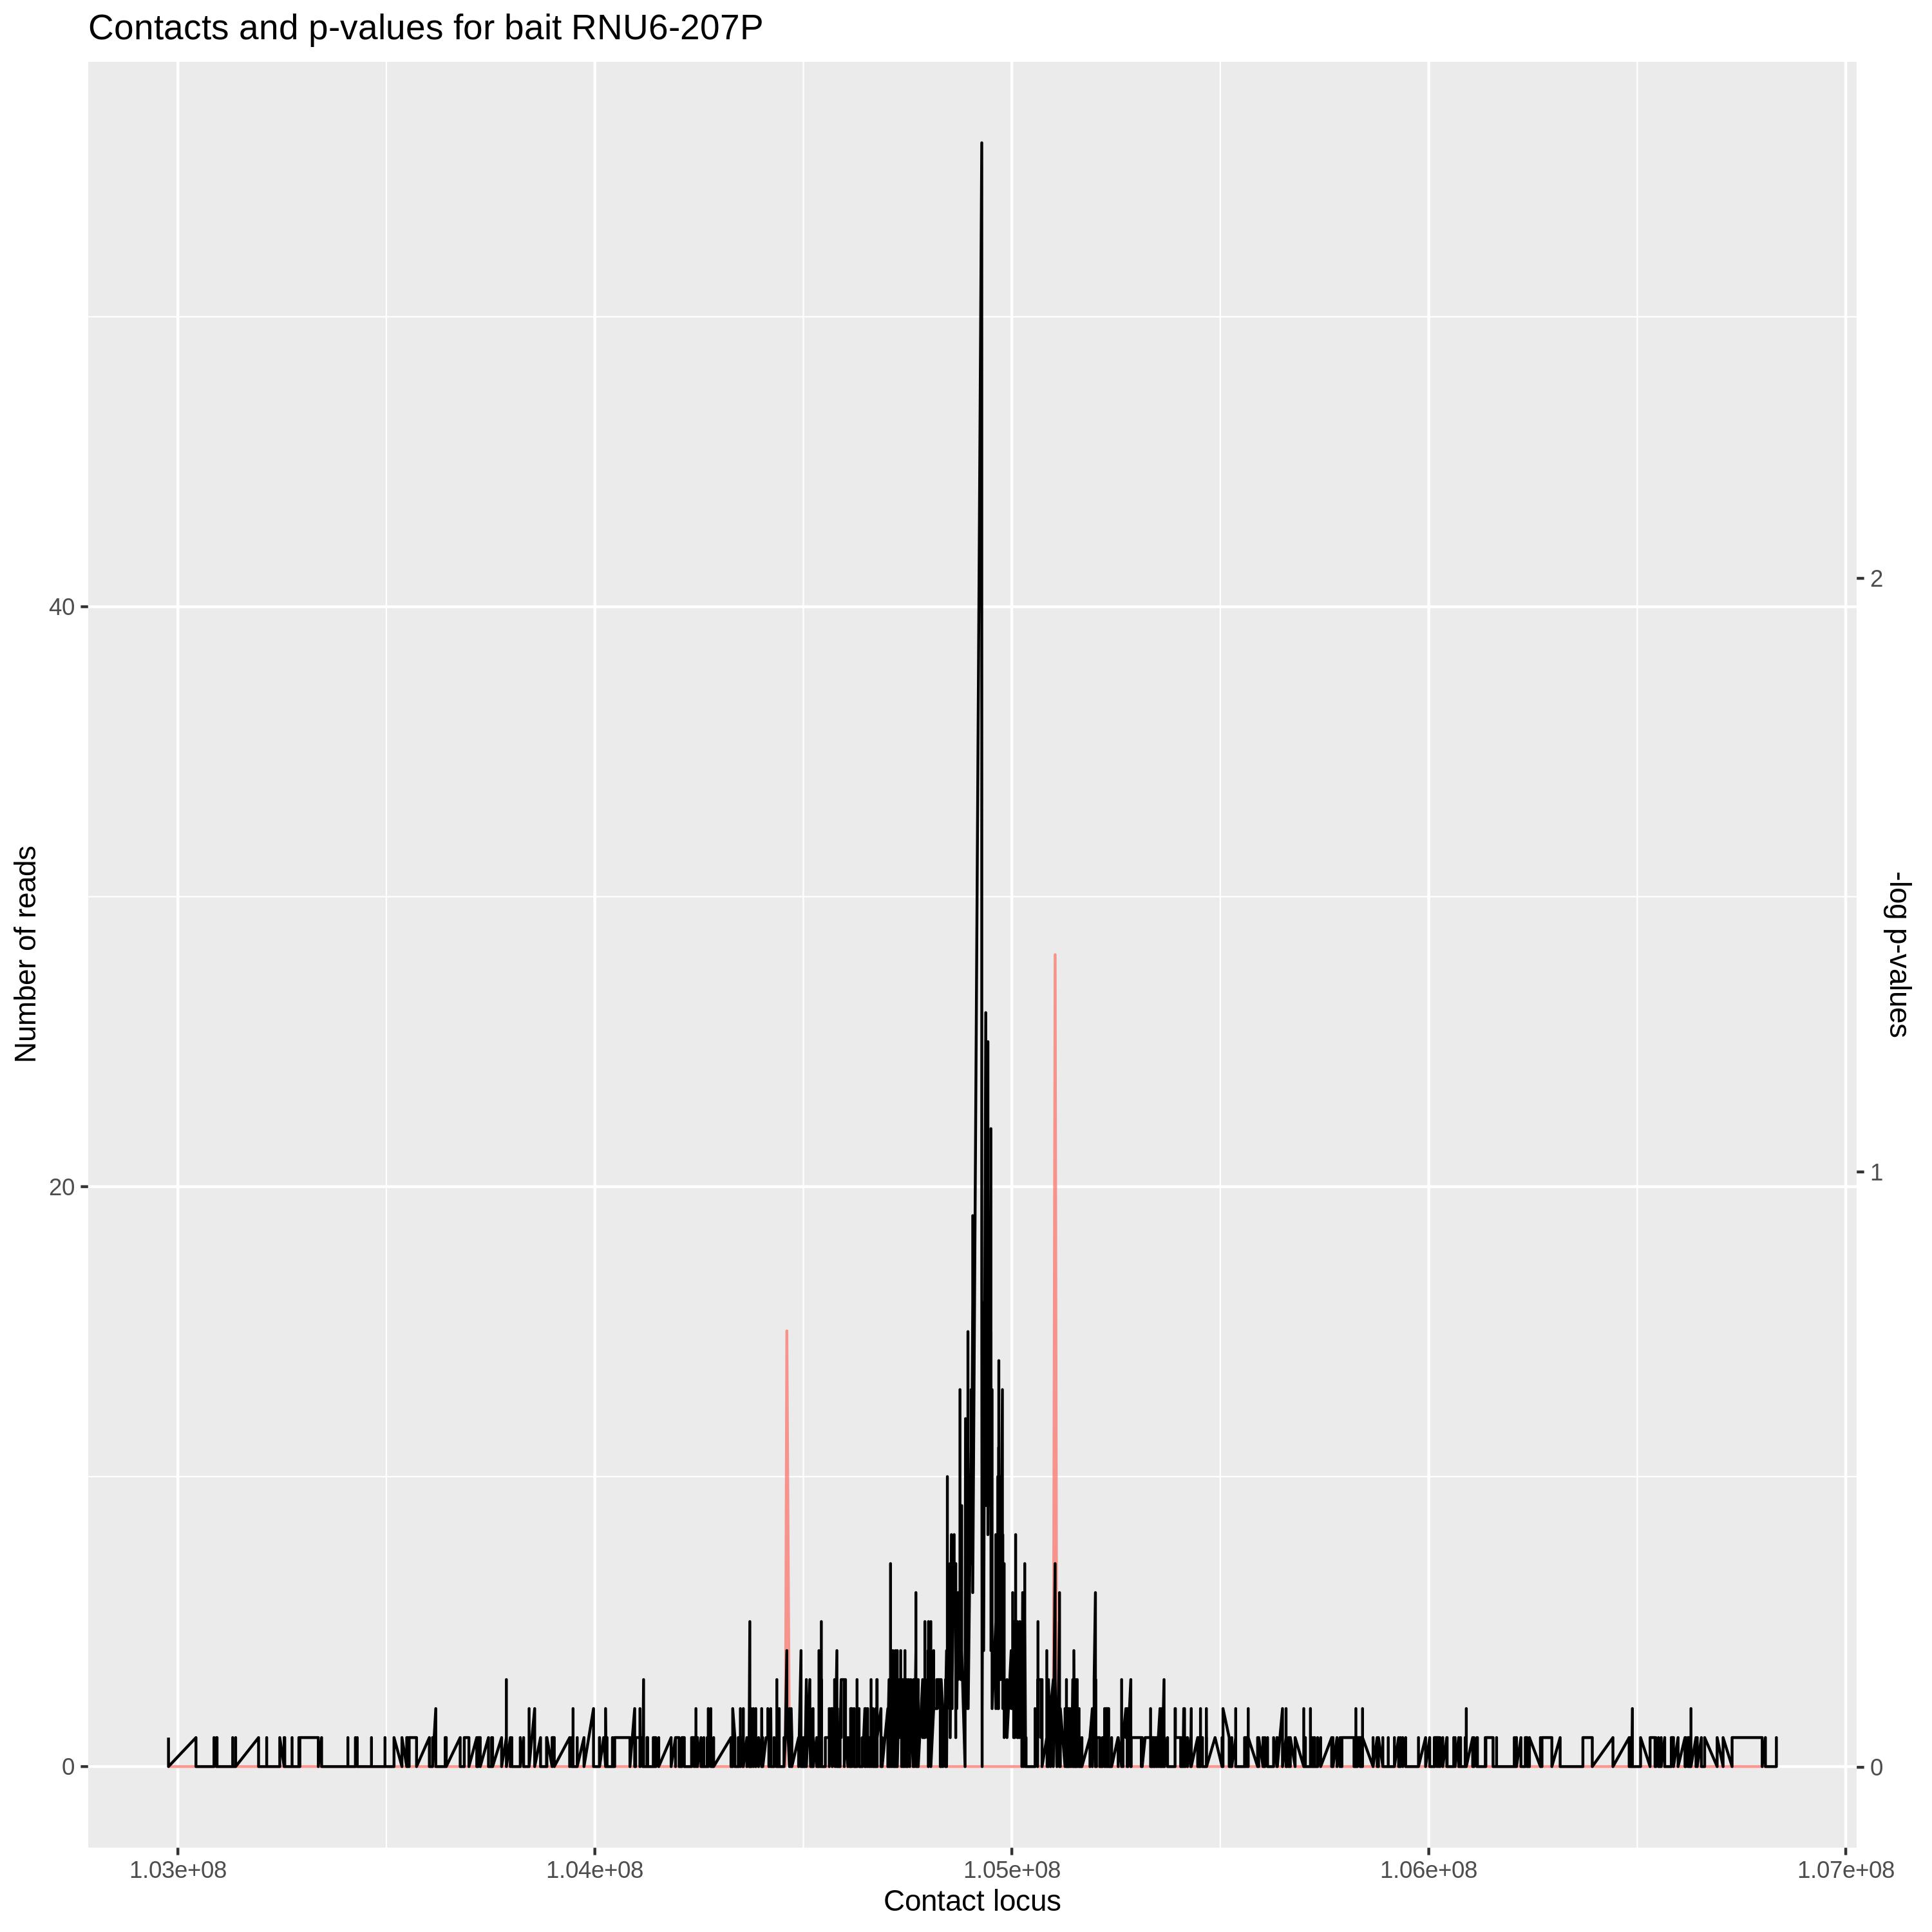 Contacts and p-values for bait RNU6-207P
Number of reads
40
20
0
2
1
0
-log p-values
1.03e+08 1.04e+08 1.05e+08 1.06e+08 1.07e+08
Contact locus